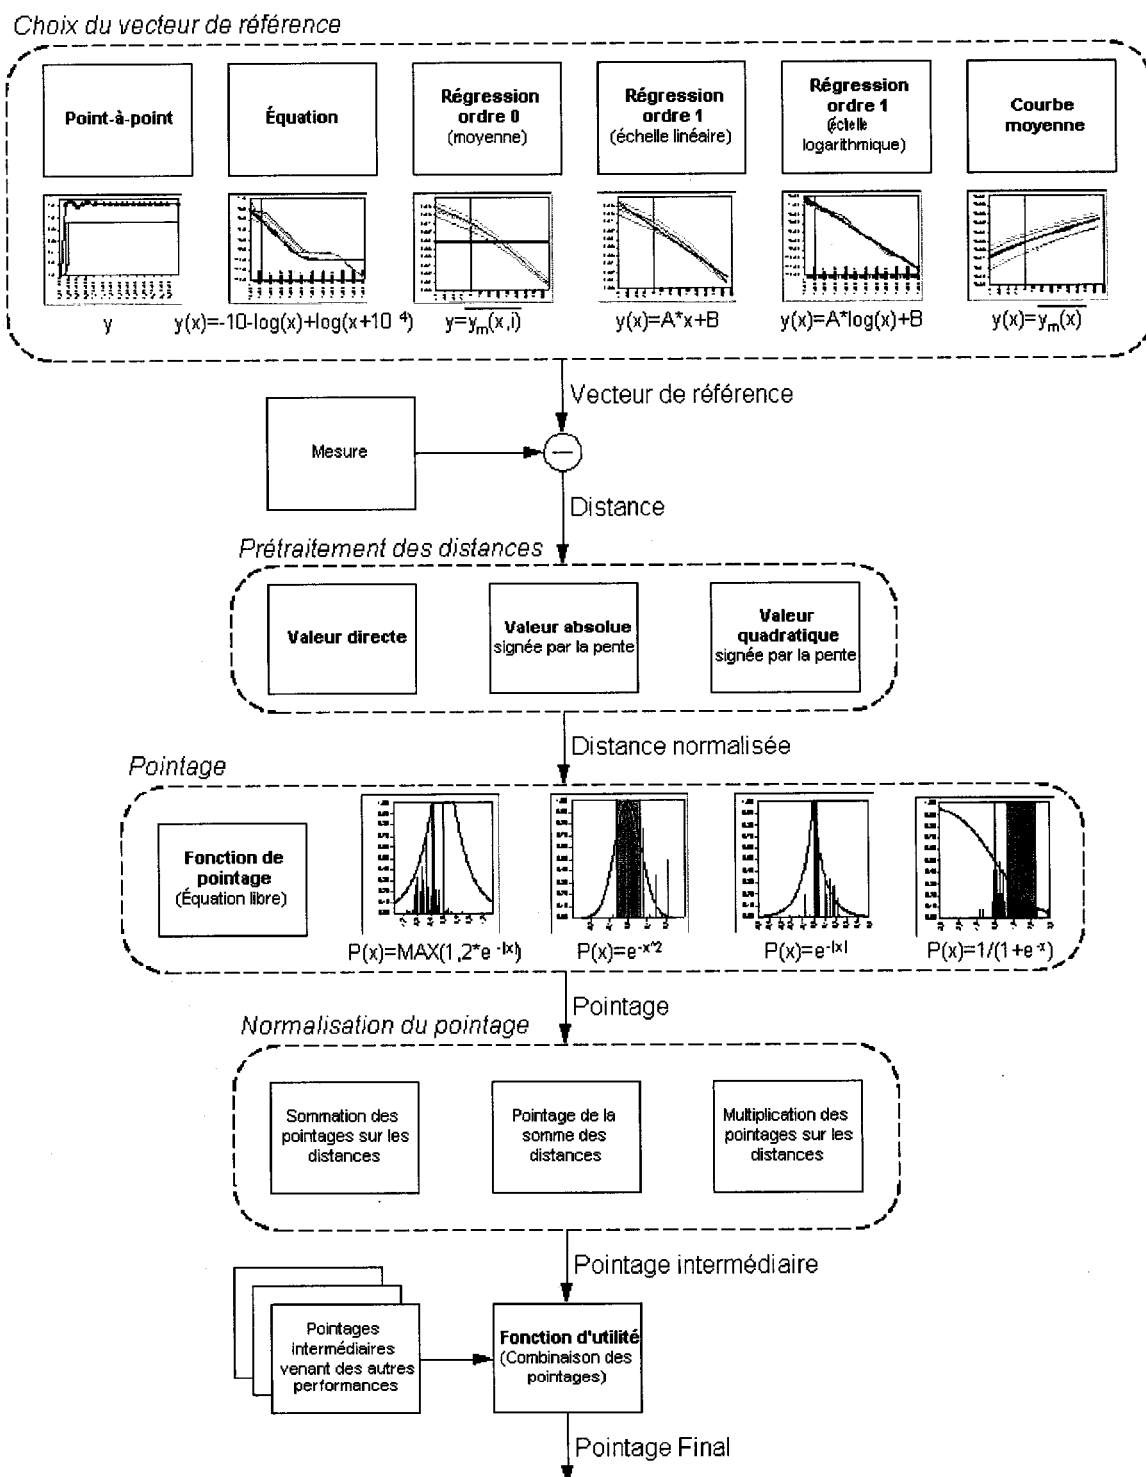 Choix du vecteur de référence
Point-à-point
Équation
Régression
ordre 0
(moyenne)
Régression
ordre 1
(échelle linéaire)
Régression
ordre 1
(échelle
logarithmique)
Courbe
moyenne
y
y(x)=-10-log(x)+log(x+10 ⁴)
y=ym(x,i)
y(x)=A*x+B
y(x)=A*log(x)+B
y(x)=ym(x)
Vecteur de référence
Mesure
Distance
Prétraitement des distances
Valeur directe
Valeur absolue
signée par la pente
Valeur
quadratique
signée par la pente
Distance normalisée
Pointage
Fonction de
pointage
(Équation libre)
P(x)=MAX(1,2*e -|x|)
P(x)=e-x^2
P(x)=e-|x|
P(x)=1/(1+e-x)
Pointage
Normalisation du pointage
Sommation des
pointages sur les
distances
Pointage de la
somme des
distances
Multiplication des
pointages sur les
distances
Pointage intermédiaire
Pointages
intermédiaires
venant des autres
performances
Fonction d'utilité
(Combinaison des
pointages)
Pointage Final